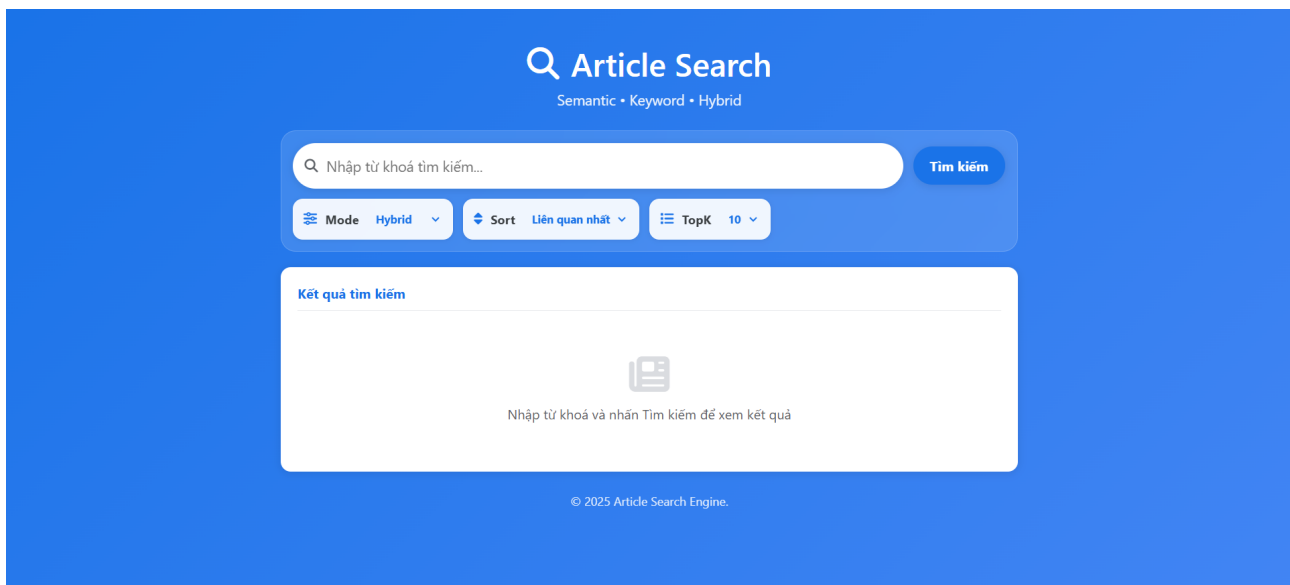 Article Search
Semantic • Keyword • Hybrid
Nhập từ khoá tìm kiếm...
Tìm kiếm
Mode Hybrid
Sort Liên quan nhất
TopK 10
Kết quả tìm kiếm
Nhập từ khoá và nhấn Tìm kiếm để xem kết quả
© 2025 Article Search Engine.